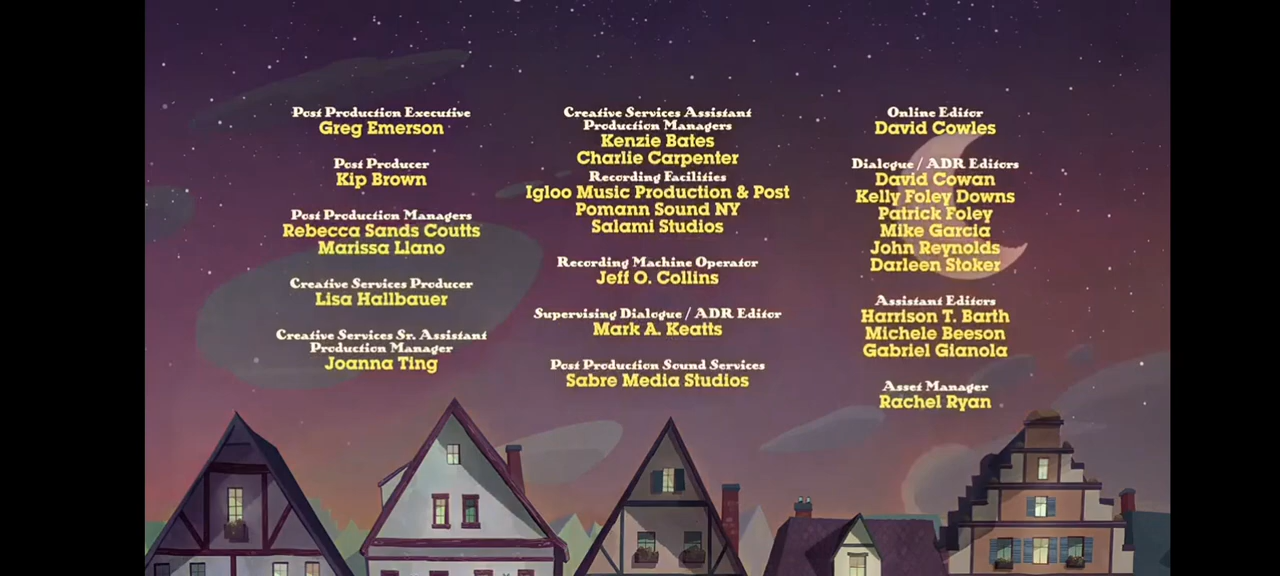 Post Production Executive
Greg Emerson
Post Producer
Kip Brown
Post Production Managers
Rebecca Sands Coutts
Marissa Llano
Creative Services Producer
Lisa Hallbauer
Creative Services Sr. Assistant
Production Manager
Joanna Ting
Creative Services Assistant
Production Managers
Kenzie Bates
Charlie Carpenter
Recording Facilities
Igloo Music Production & Post
Pomann Sound NY
Salami Studios
Recording Machine Operator
Jeff O. Collins
Supervising Dialogue / ADR Editor
Mark A. Keatts
Post Production Sound Services
Sabre Media Studios
Online Editor
David Cowles
Dialogue / ADR Editors
David Cowan
Kelly Foley Downs
Patrick Foley
Mike Garcia
John Reynolds
Darleen Stoker
Assistant Editors
Harrison T. Barth
Michele Beeson
Gabriel Gianola
Asset Manager
Rachel Ryan